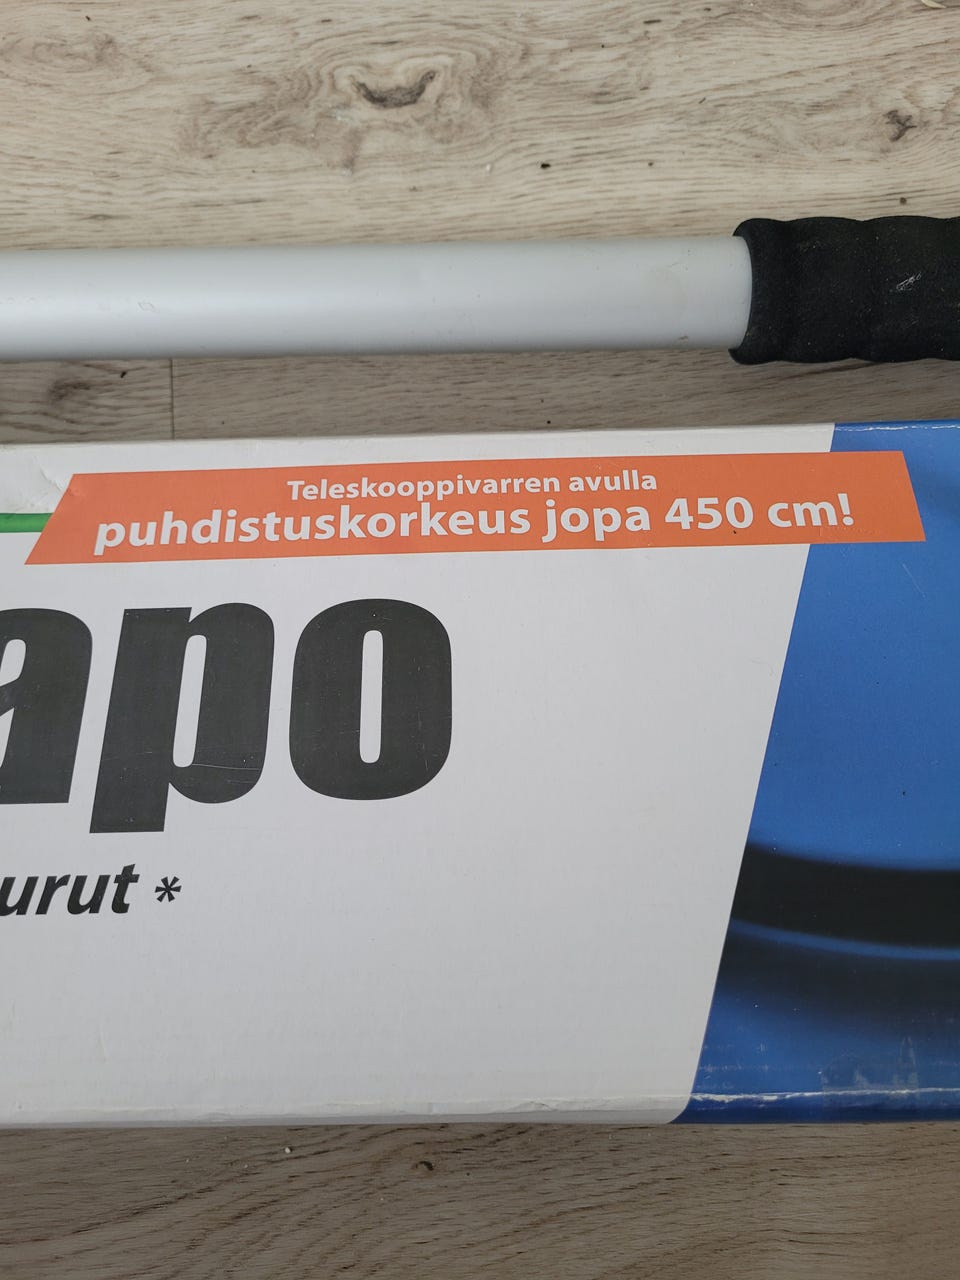 Teleskooppivarren avulla
puhdistuskorkeus jopa 450 cm!
apo
urut *